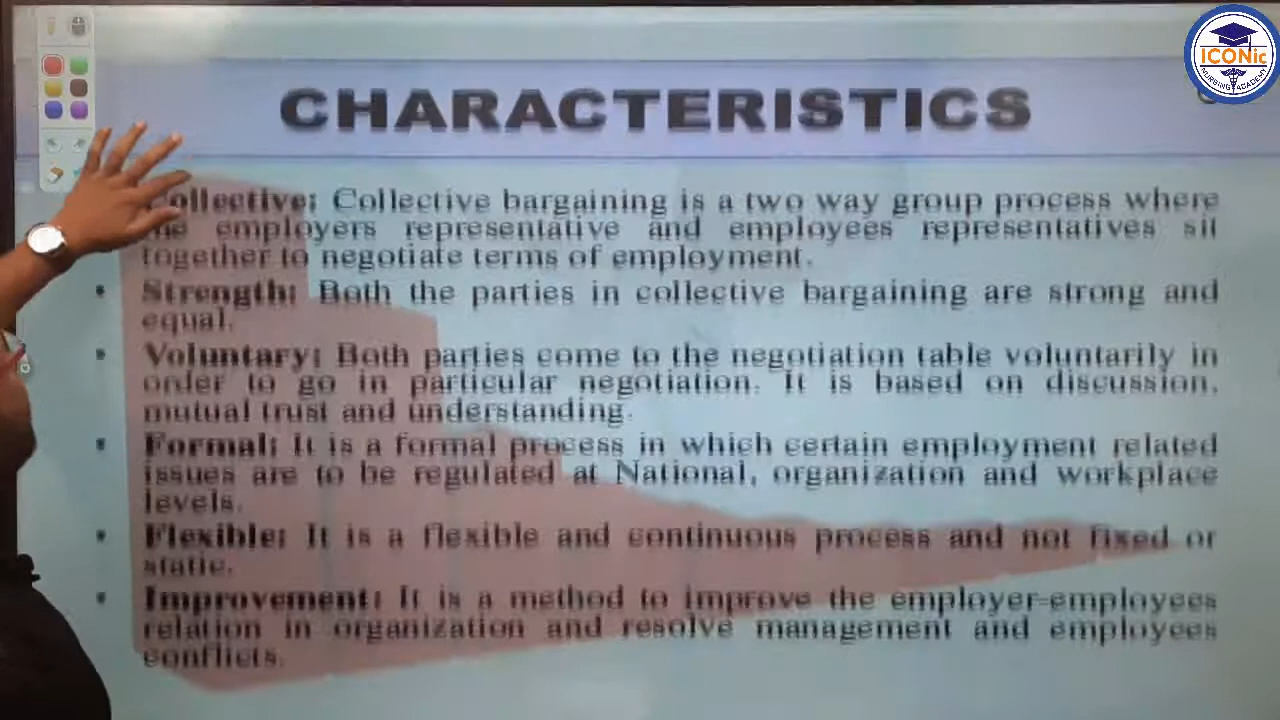 CHARACTERISTICS
ICONic
NURSING ACADEMY
Collective: Collective bargaining is a two way group process where
the employers representative and employees representatives sit
together to negotiate terms of employment.
Strength: Both the parties in collective bargaining are strong and
equal.
Voluntary: Both parties come to the negotiation table voluntarily in
order to go in particular negotiation. It is based on discussion,
mutual trust and understanding.
Formal: It is a formal process in which certain employment related
issues are to be regulated at National, organization and workplace
levels.
Flexible: It is a flexible and continuous process and not fixed or
static.
Improvement: It is a method to improve the employer-employees
relation in organization and resolve management and employees
conflicts.